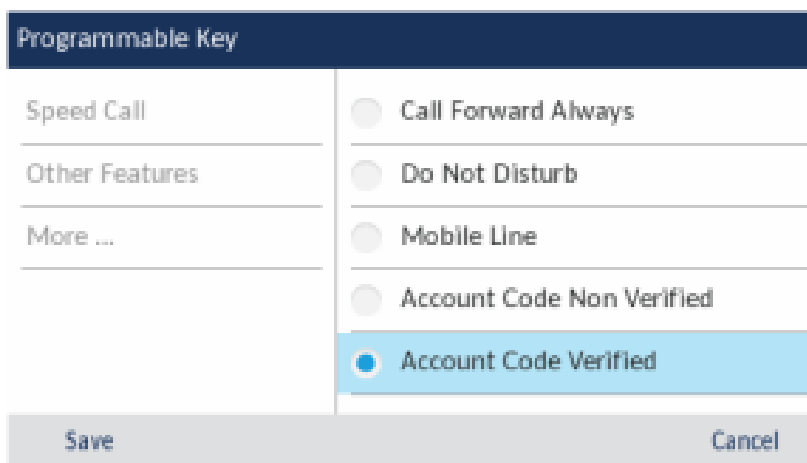 Programmable Key
Speed Call
Other Features
More ...
Call Forward Always
Do Not Disturb
Mobile Line
Account Code Non Verified
Account Code Verified
Save
Cancel